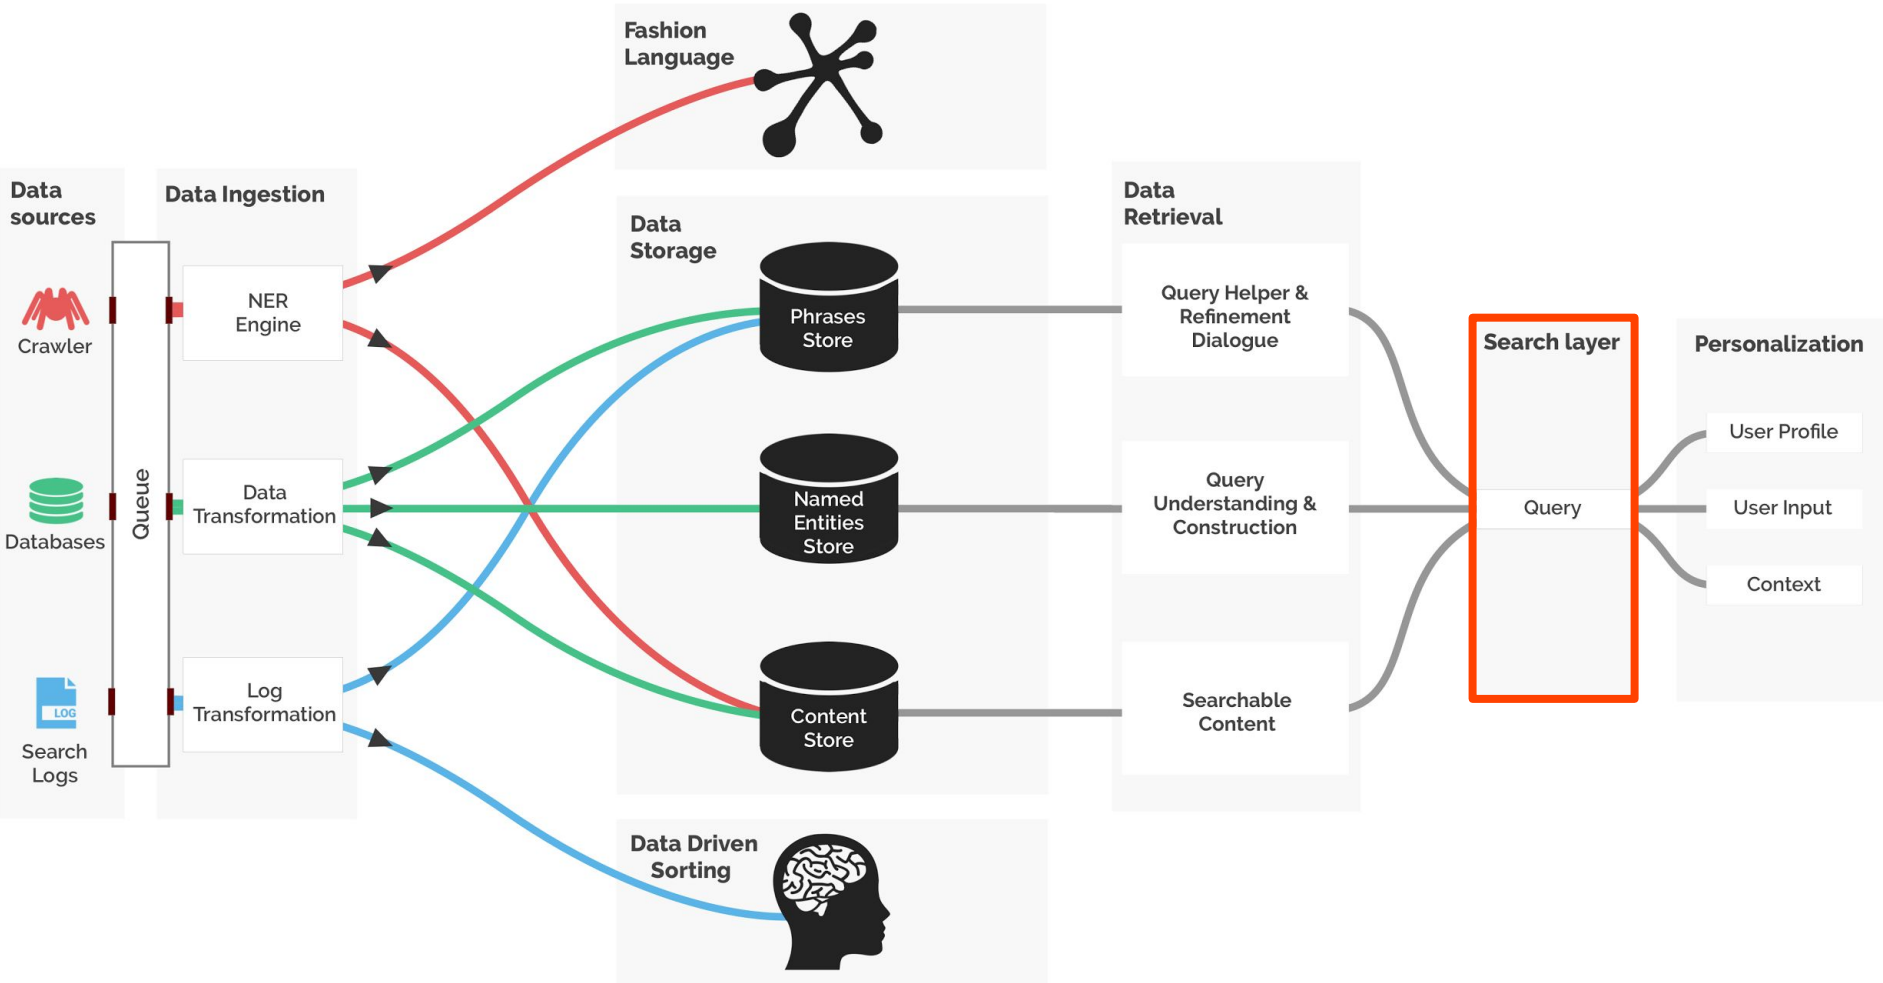 Fashion
Language
Data
sources
Crawler
Databases
Search
Logs
LOG
Queue
Data Ingestion
NER
Engine
Data
Transformation
Log
Transformation
Data
Storage
Phrases
Store
Named
Entities
Store
Content
Store
Data Driven
Sorting
Data
Retrieval
Query Helper &
Refinement
Dialogue
Query
Understanding &
Construction
Searchable
Content
Search layer
Query
Personalization
User Profile
User Input
Context